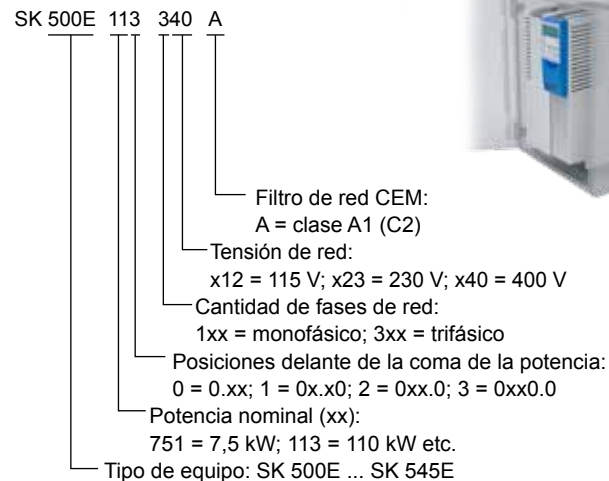 SK 500E 113 340 A
Filtro de red CEM:
A = clase A1 (C2)
Tensión de red:
x12 = 115 V; x23 = 230 V; x40 = 400 V
Cantidad de fases de red:
1xx = monofásico; 3xx = trifásico
Posiciones delante de la coma de la potencia:
0 = 0.xx; 1 = 0x.x0; 2 = 0xx.0; 3 = 0xx0.0
Potencia nominal (xx):
751 = 7,5 kW; 113 = 110 kW etc.
Tipo de equipo: SK 500E ... SK 545E